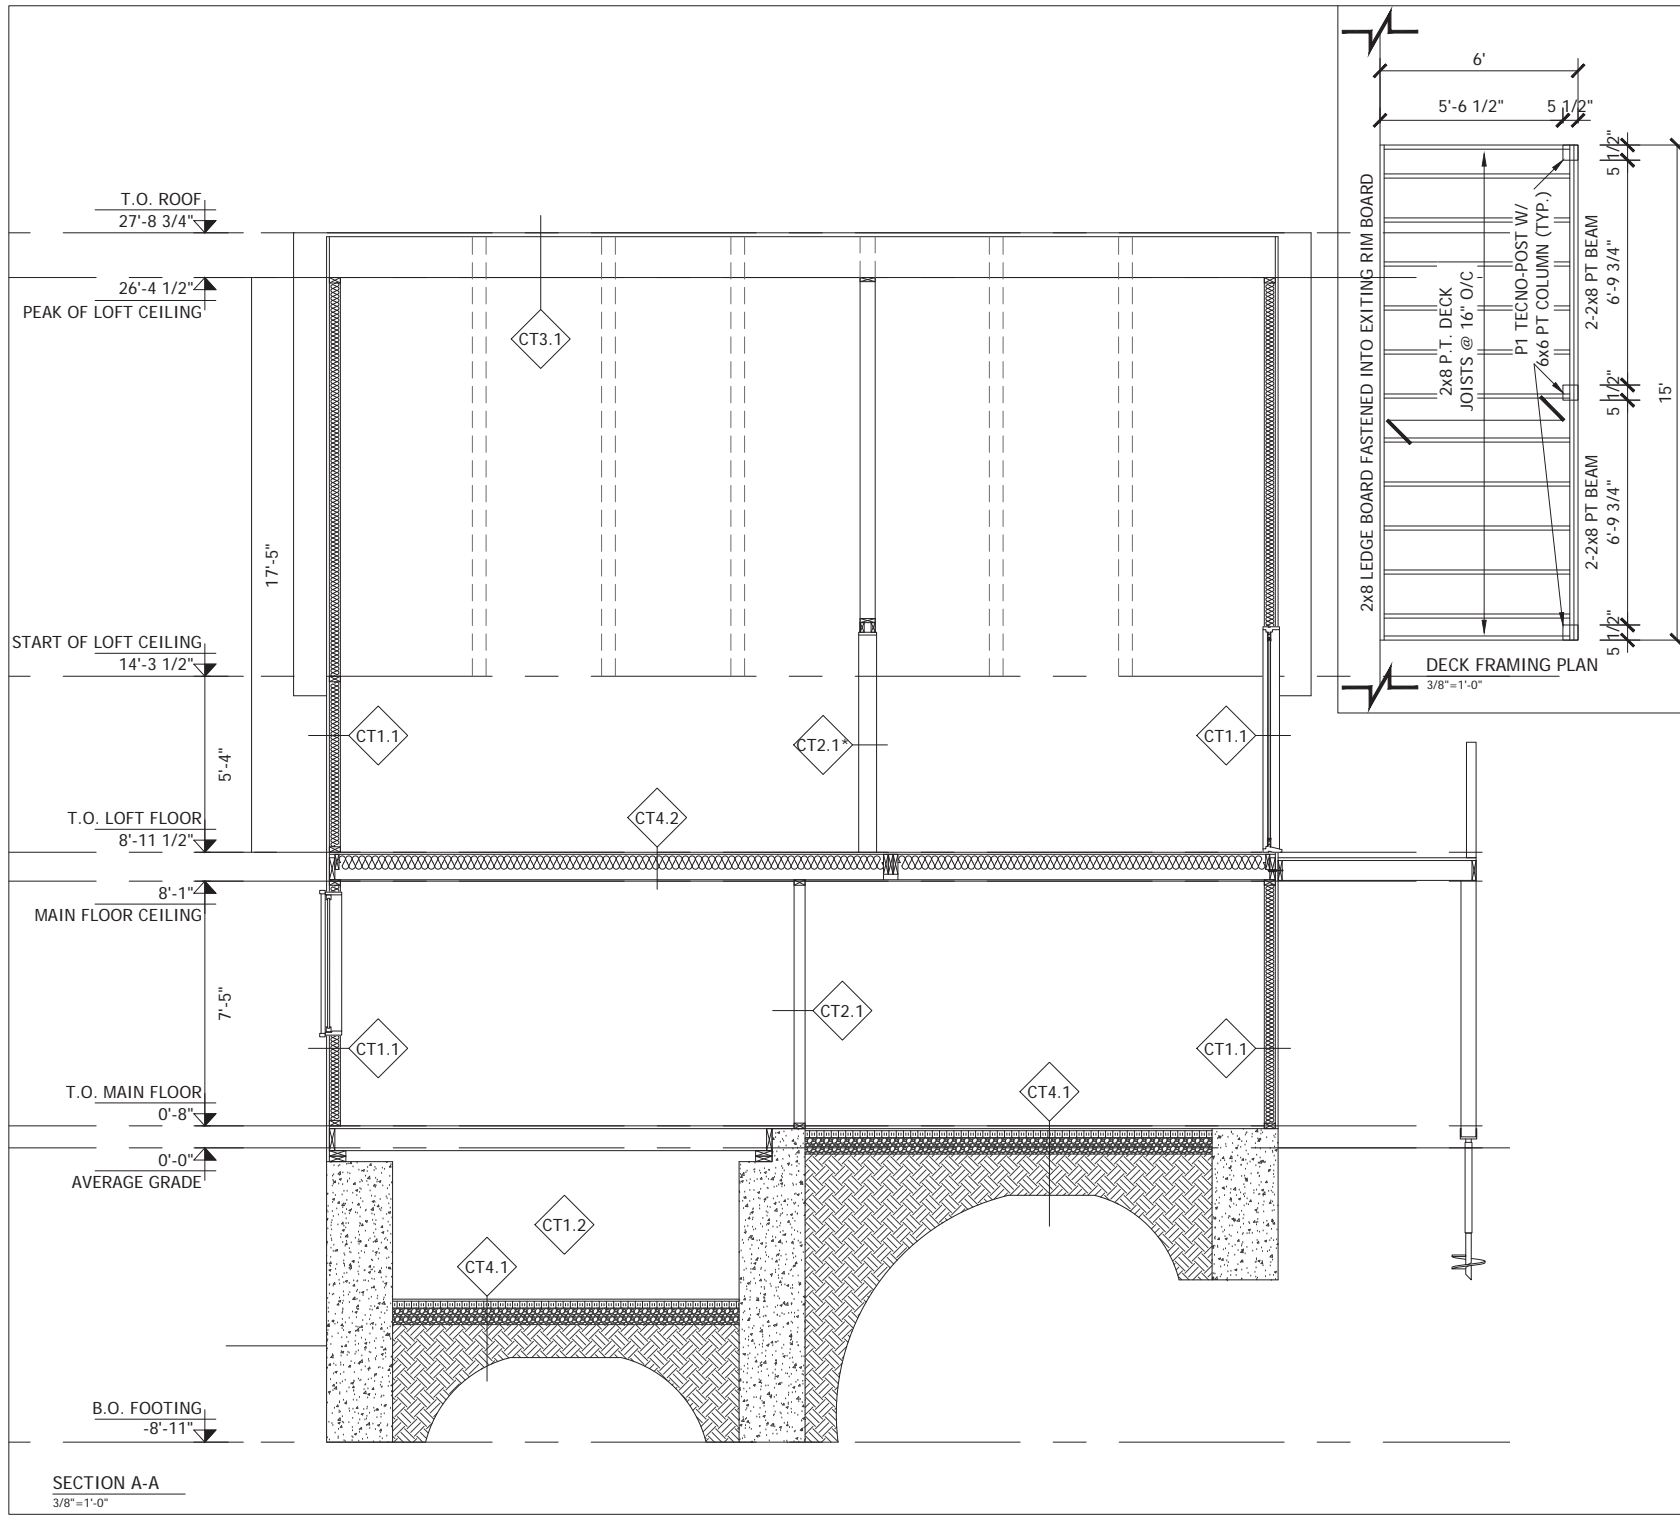 T.O. ROOF
27'-8 3/4"
26'-4 1/2"
PEAK OF LOFT CEILING
CT3.1
17'-5"
START OF LOFT CEILING
14'-3 1/2"
CT1.1
CT2.1*
CT1.1
5'-4"
T.O. LOFT FLOOR
8'-11 1/2"
CT4.2
8'-1"
MAIN FLOOR CEILING
7'-5"
CT2.1
CT1.1
CT1.1
T.O. MAIN FLOOR
0'-8"
CT4.1
0'-0"
AVERAGE GRADE
CT1.2
CT4.1
B.O. FOOTING
-8'-11"
SECTION A-A
3/8"=1'-0"
6'
5'-6 1/2"
5 1/2"
2x8 LEDGE BOARD FASTENED INTO EXITING RIM BOARD
2x8 P.T. DECK
JOISTS @ 16" O/C
P1 TECNO-POST W/
6x6 PT COLUMN (TYP.)
2-2x8 PT BEAM
6'-9 3/4"
2-2x8 PT BEAM
6'-9 3/4"
5 1/2"
5 1/2"
5 1/2"
15'
DECK FRAMING PLAN
3/8"=1'-0"